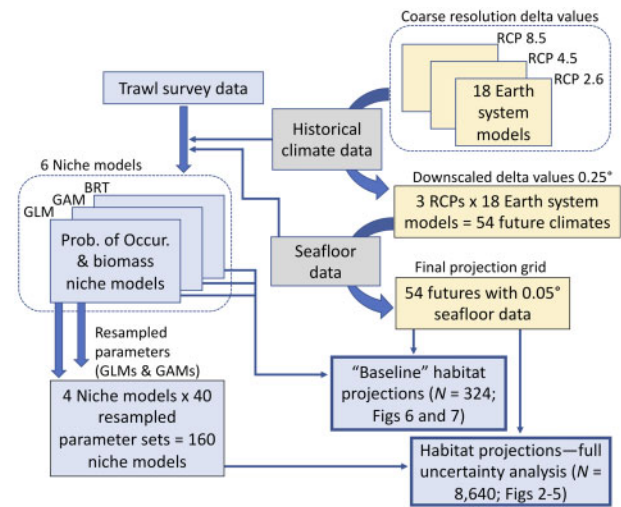 Coarse resolution delta values
RCP 8.5
RCP 4.5
RCP 2.6
18 Earth
system
models
Trawl survey data
Historical
climate data
6 Niche models
BRT
GAM
GLM
Prob. of Occur.
& biomass
niche models
Downscaled delta values 0.25°
3 RCPs x 18 Earth system
models = 54 future climates
Seafloor
data
Final projection grid
54 futures with 0.05°
seafloor data
Resampled
parameters
(GLMs & GAMs)
"Baseline" habitat
projections (N = 324;
Figs 6 and 7)
4 Niche models x 40
resampled
parameter sets = 160
niche models
Habitat projections—full
uncertainty analysis (N =
8,640; Figs 2-5)